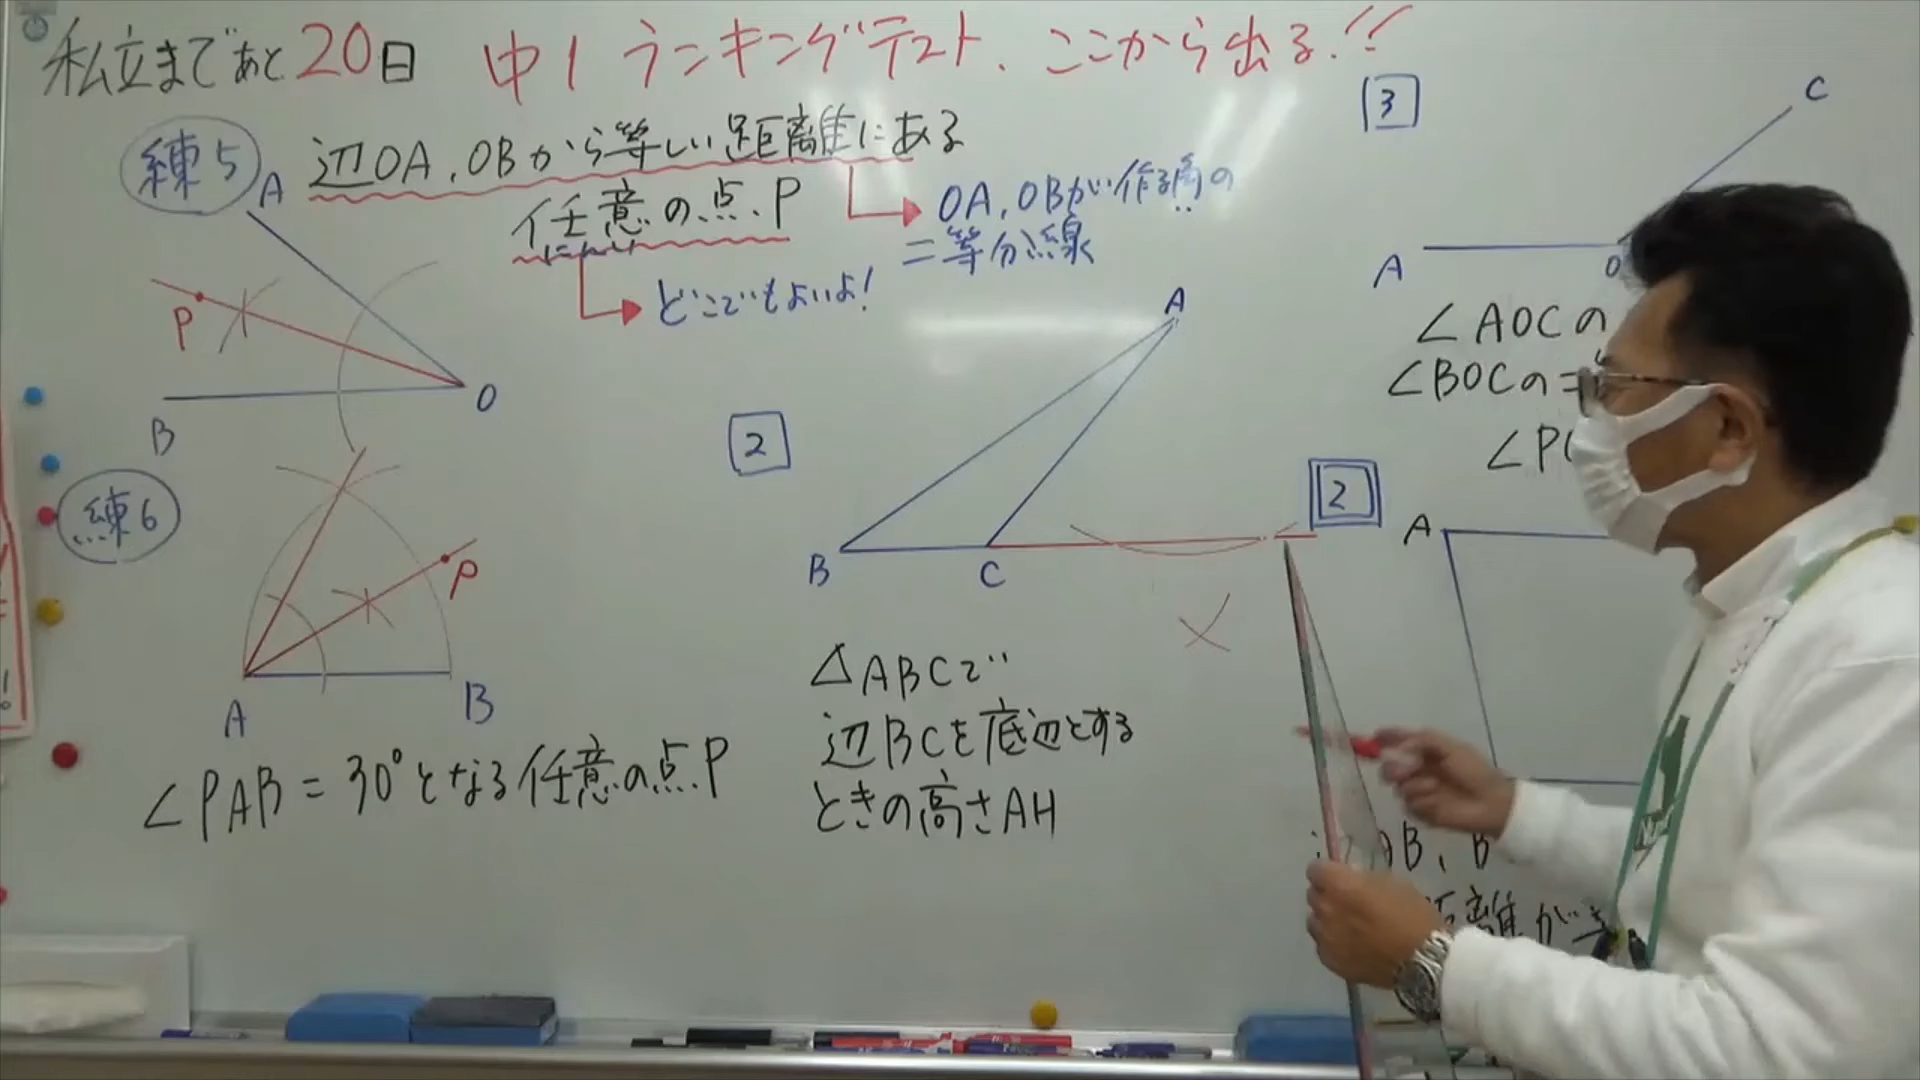 私立まであと20日 中1 ランキングテスト、ここから出る!!
練5
辺OA,OBから等しい距離にある
任意の点P
にんい
OA,OBが作る角の
二等分線
どこでもよいよ!
A
P
B
O
練6
P
A
B
∠PAB=30°となる任意の点P
2
A
B
C
△ABCで
辺BCを底辺とする
ときの高さAH
3
C
A
O
∠AOCの
∠BOCの二
∠P
2
A
AB、B
距離が